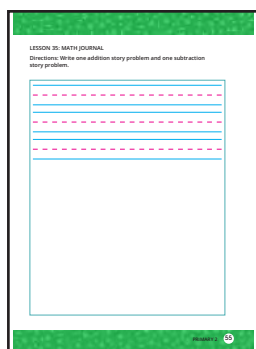 LESSON 35: MATH JOURNAL
Directions: Write one addition story problem and one subtraction
story problem.
PRIMARY 2
55